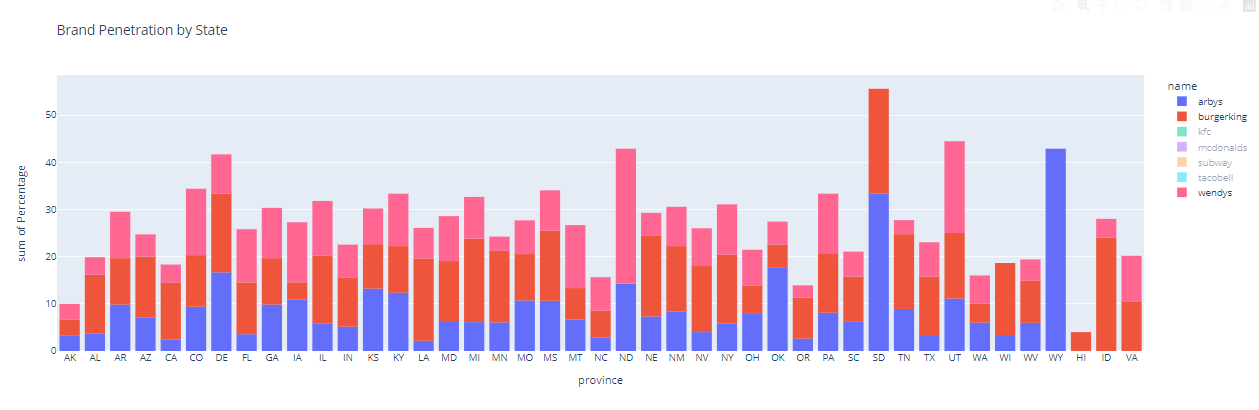 Brand Penetration by State
name
arbys
burgerking
kfc
mcdonalds
subway
tacobell
wendys
sum of Percentage
50
40
30
20
10
0
AK AL AR AZ CA CO DE FL GA IA IL IN KS KY LA MD MI MN MO MS MT NC ND NE NM NV NY OH OK OR PA SC SD TN TX UT WA WI WV WY HI ID VA
province